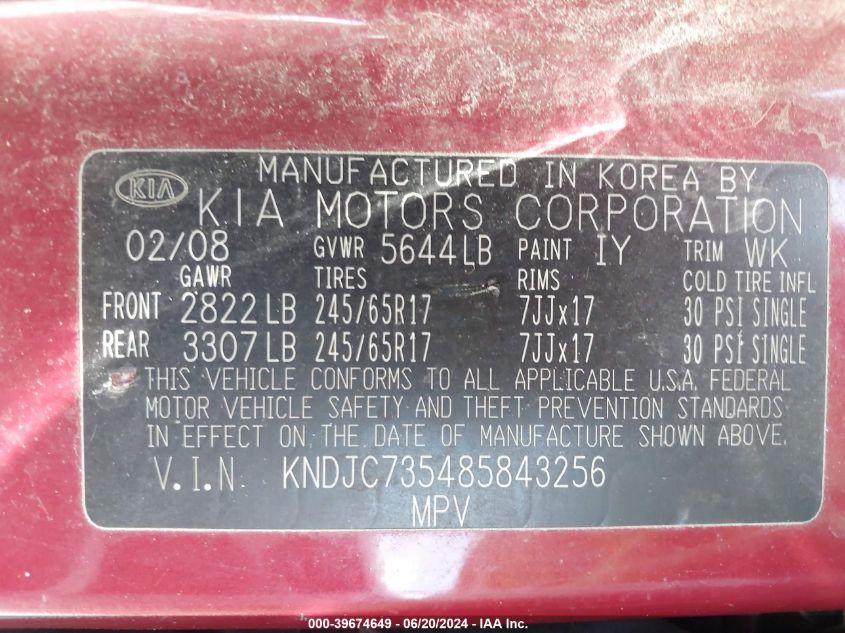 MANUFACTURED IN KOREA BY
KIA KIA MOTORS CORPORATION
02/08 GVWR 5644LB PAINT IY TRIM WK
GAWR TIRES RIMS COLD TIRE INFL
FRONT 2822LB 245/65R17 7JJx17 30 PSI SINGLE
REAR 3307LB 245/65R17 7JJx17 30 PSI SINGLE
THIS VEHICLE CONFORMS TO ALL APPLICABLE U.S.A. FEDERAL
MOTOR VEHICLE SAFETY AND THEFT PREVENTION STANDARDS
IN EFFECT ON THE DATE OF MANUFACTURE SHOWN ABOVE.
V.I.N. KNDJC735485843256
MPV
000-39674649 - 06/20/2024 - IAA Inc.